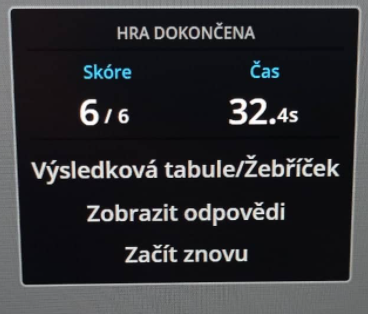 HRA DOKONČENA
Skóre Čas
6 / 6 32.4s
Výsledková tabule/Žebříček
Zobrazit odpovědi
Začít znovu